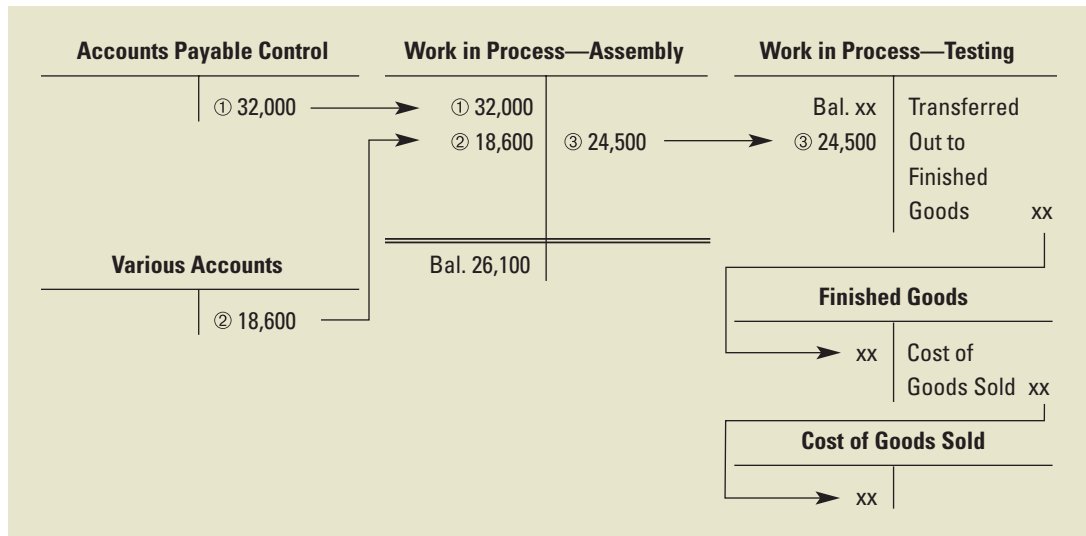 Accounts Payable Control
① 32,000
Work in Process—Assembly
① 32,000
② 18,600 ③ 24,500
Bal. 26,100
Work in Process—Testing
Bal. xx Transferred
③ 24,500 Out to
Finished
Goods xx
Various Accounts
② 18,600
Finished Goods
xx Cost of
Goods Sold xx
Cost of Goods Sold
xx